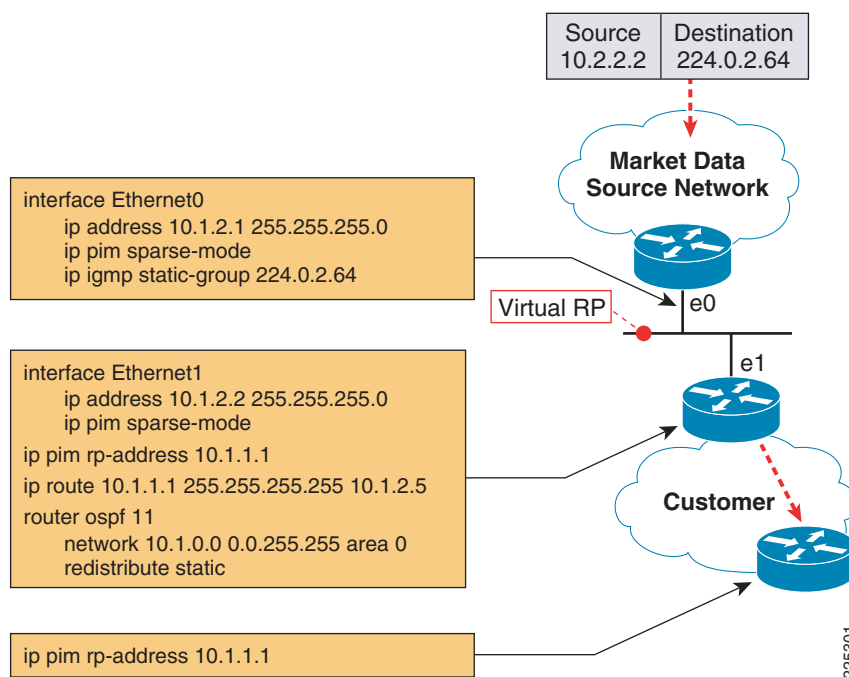 Source
10.2.2.2
Destination
224.0.2.64
Market Data
Source Network
interface Ethernet0
ip address 10.1.2.1 255.255.255.0
ip pim sparse-mode
ip igmp static-group 224.0.2.64
e0
Virtual RP
e1
interface Ethernet1
ip address 10.1.2.2 255.255.255.0
ip pim sparse-mode
ip pim rp-address 10.1.1.1
ip route 10.1.1.1 255.255.255.255 10.1.2.5
router ospf 11
network 10.1.0.0 0.0.255.255 area 0
redistribute static
Customer
ip pim rp-address 10.1.1.1
225301